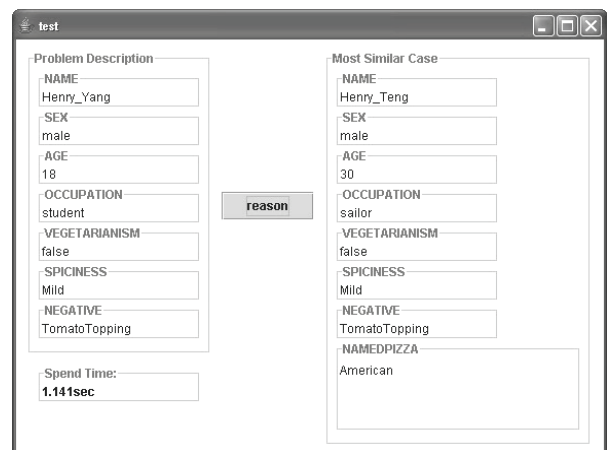 test
Problem Description
NAME
Henry_Yang
SEX
male
AGE
18
OCCUPATION
student
VEGETARIANISM
false
SPICINESS
Mild
NEGATIVE
TomatoTopping
Spend Time:
1.141sec
reason
Most Similar Case
NAME
Henry_Teng
SEX
male
AGE
30
OCCUPATION
sailor
VEGETARIANISM
false
SPICINESS
Mild
NEGATIVE
TomatoTopping
NAMEDPIZZA
American